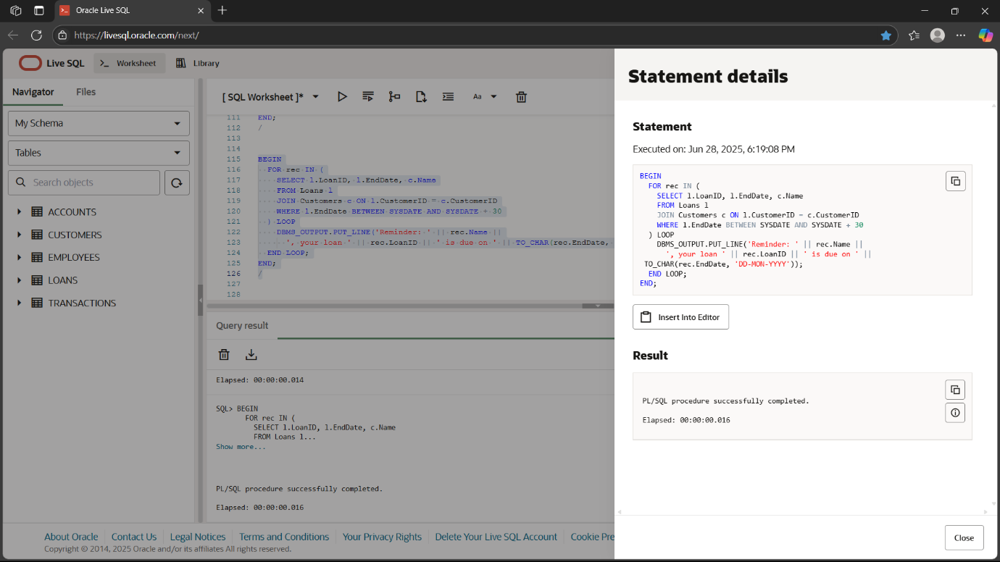 Oracle Live SQL
https://livesql.oracle.com/next/
Live SQL
Worksheet
Library
Navigator
Files
My Schema
Tables
Search objects
ACCOUNTS
CUSTOMERS
EMPLOYEES
LOANS
TRANSACTIONS
[ SQL Worksheet ]*
Aa
111 END;
112 /
113
114
115 BEGIN
116 ··FOR·rec·IN·(
117 ····SELECT·l.LoanID,·l.EndDate,·c.Name
118 ····FROM·Loans·l
119 ····JOIN·Customers·c·ON·l.CustomerID·=·c.CustomerID
120 ····WHERE·l.EndDate·BETWEEN·SYSDATE·AND·SYSDATE·+·30
121 ··)·LOOP
122 ····DBMS_OUTPUT.PUT_LINE('Reminder:·'·||·rec.Name·||
123 ······',·your·loan·'·||·rec.LoanID·||·'·is·due·on·'·||·TO_CHAR(rec.EndDate,·
124 ··END·LOOP;
125 END;
126 /
127
128
Query result
Elapsed: 00:00:00.014
SQL> BEGIN
FOR rec IN (
SELECT l.LoanID, l.EndDate, c.Name
FROM Loans l...
Show more...
PL/SQL procedure successfully completed.
Elapsed: 00:00:00.016
About Oracle
Contact Us
Legal Notices
Terms and Conditions
Your Privacy Rights
Delete Your Live SQL Account
Cookie Pre
Copyright © 2014, 2025 Oracle and/or its affiliates All rights reserved.
Statement details
Statement
Executed on: Jun 28, 2025, 6:19:08 PM
BEGIN
FOR rec IN (
SELECT l.LoanID, l.EndDate, c.Name
FROM Loans l
JOIN Customers c ON l.CustomerID = c.CustomerID
WHERE l.EndDate BETWEEN SYSDATE AND SYSDATE + 30
) LOOP
DBMS_OUTPUT.PUT_LINE('Reminder: ' || rec.Name ||
', your loan ' || rec.LoanID || ' is due on ' ||
TO_CHAR(rec.EndDate, 'DD-MON-YYYY'));
END LOOP;
END;
Insert Into Editor
Result
PL/SQL procedure successfully completed.
Elapsed: 00:00:00.016
Close